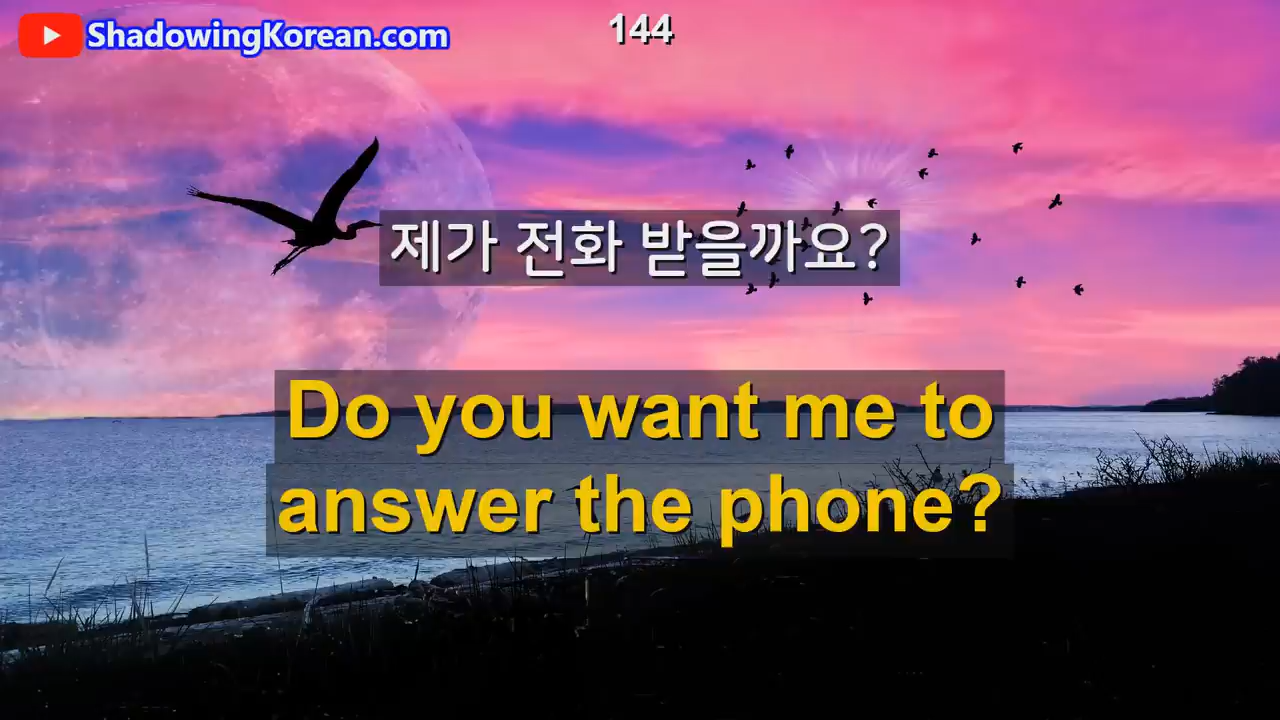 ShadowingKorean.com
144
제가 전화 받을까요?
Do you want me to
answer the phone?